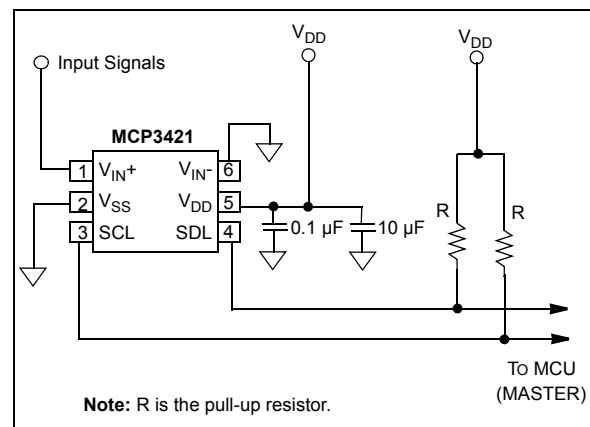 V_DD
V_DD
Input Signals
MCP3421
1 V_IN+ V_IN- 6
2 V_SS V_DD 5
3 SCL SDL 4
0.1 µF
10 µF
R
R
TO MCU
(MASTER)
Note: R is the pull-up resistor.